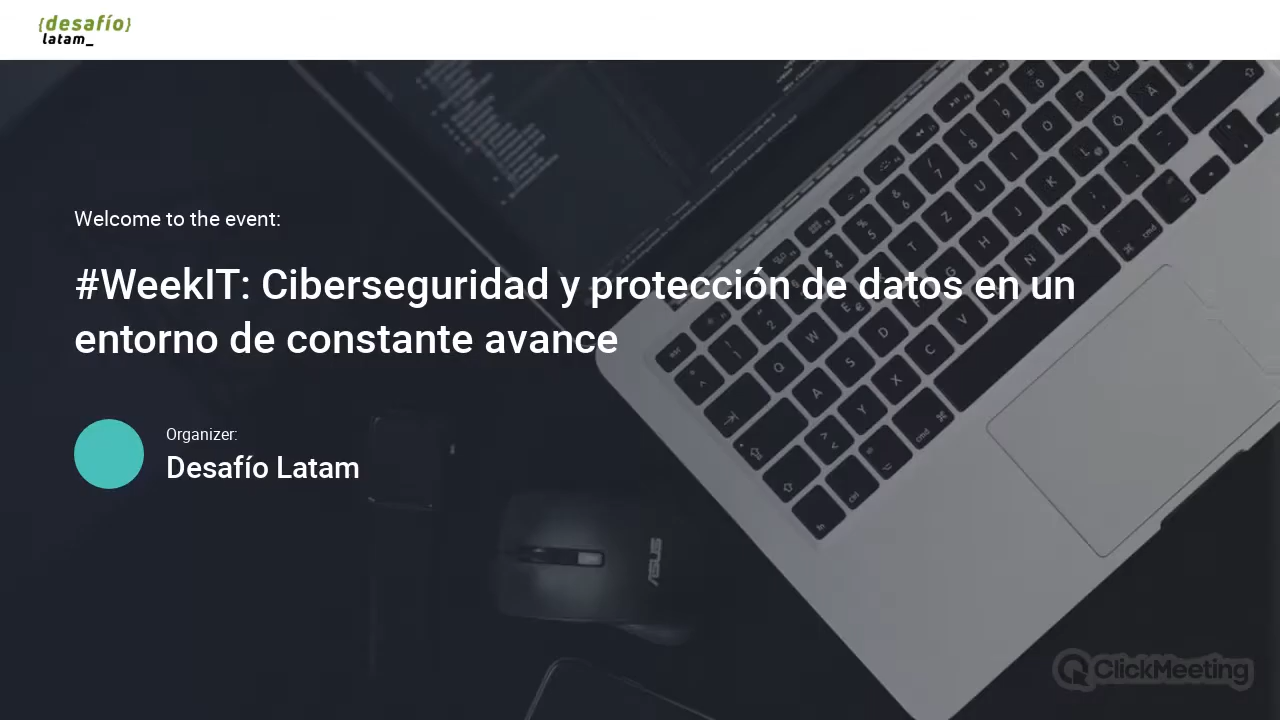 {desafío}
latam_
Welcome to the event:
#WeekIT: Ciberseguridad y protección de datos en un
entorno de constante avance
Organizer:
Desafío Latam
ASUS
ClickMeeting